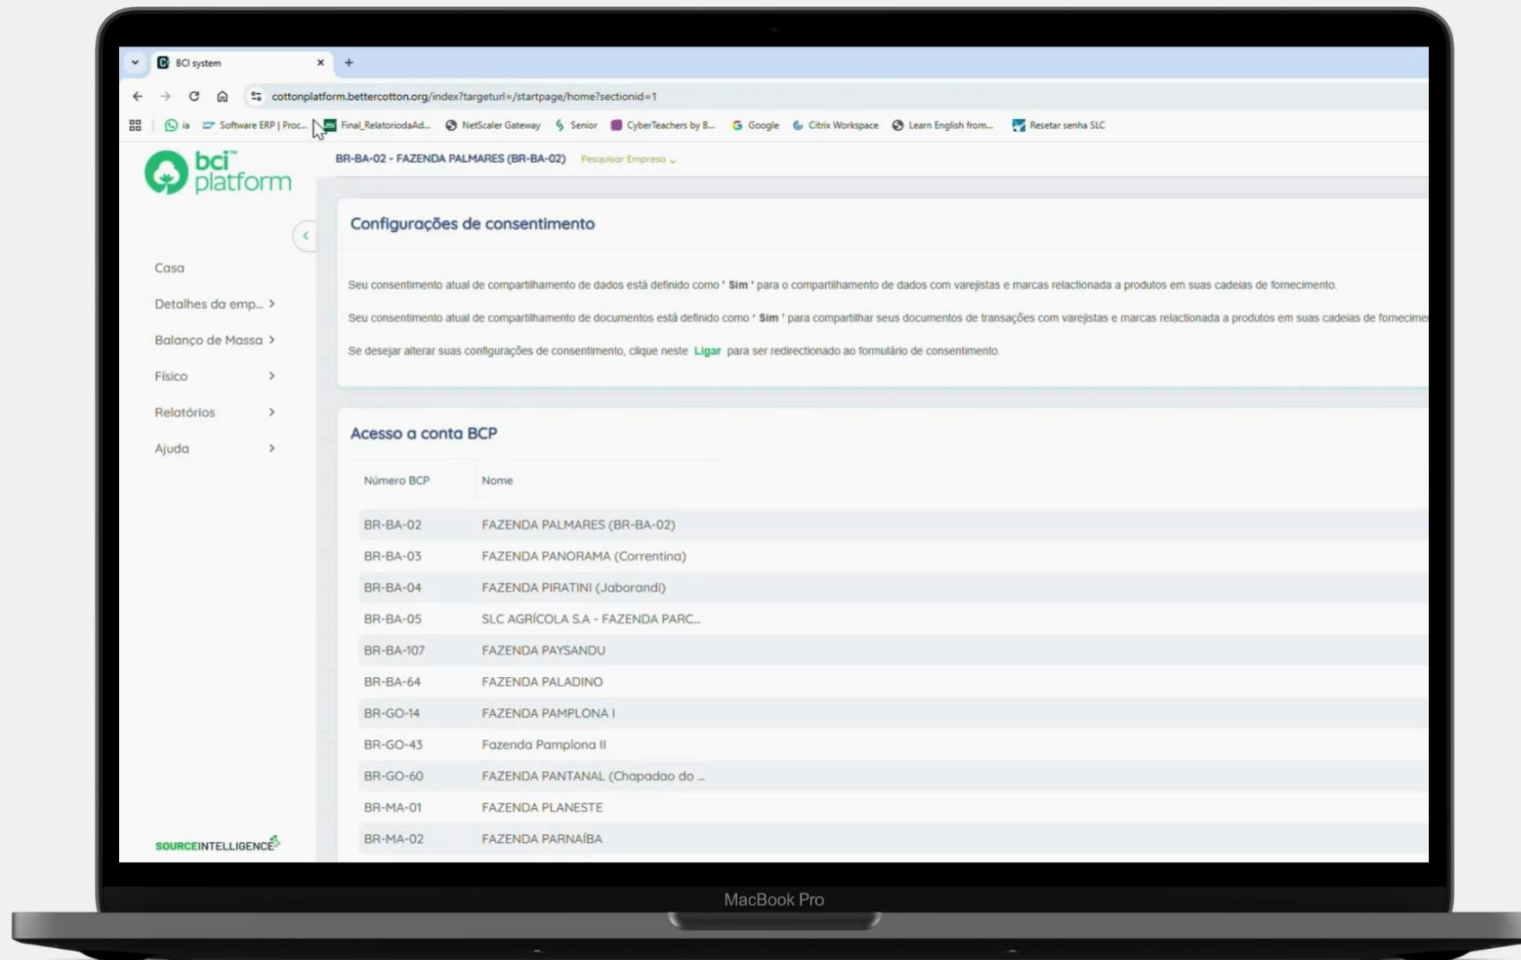 BCI system
cottonplatform.bettercotton.org/index?targeturl=/startpage/home?sectionid=1
ia Software ERP | Proc... Final_RelatoriodaAd... NetScaler Gateway Senior CyberTeachers by B... Google Citrix Workspace Learn English from... Resetar senha SLC
bci™
platform
BR-BA-02 - FAZENDA PALMARES (BR-BA-02) Pesquisar Empresa
Casa
Detalhes da emp...
Balanço de Massa
Físico
Relatórios
Ajuda
SOURCEINTELLIGENCE
Configurações de consentimento
Seu consentimento atual de compartilhamento de dados está definido como ' Sim ' para o compartilhamento de dados com varejistas e marcas relactionada a produtos em suas cadeias de fornecimento.
Seu consentimento atual de compartilhamento de documentos está definido como ' Sim ' para compartilhar seus documentos de transações com varejistas e marcas relactionada a produtos em suas cadeias de fornecime
Se desejar alterar suas configurações de consentimento, clique neste Ligar para ser redirectionado ao formulário de consentimento.
Acesso a conta BCP
Número BCP Nome
BR-BA-02 FAZENDA PALMARES (BR-BA-02)
BR-BA-03 FAZENDA PANORAMA (Correntina)
BR-BA-04 FAZENDA PIRATINI (Jaborandi)
BR-BA-05 SLC AGRÍCOLA S.A - FAZENDA PARC...
BR-BA-107 FAZENDA PAYSANDU
BR-BA-64 FAZENDA PALADINO
BR-GO-14 FAZENDA PAMPLONA I
BR-GO-43 Fazenda Pamplona II
BR-GO-60 FAZENDA PANTANAL (Chapadao do ...
BR-MA-01 FAZENDA PLANESTE
BR-MA-02 FAZENDA PARNAÍBA
MacBook Pro